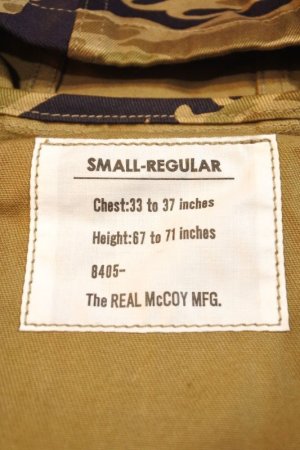 SMALL-REGULAR
Chest:33 to 37 inches
Height:67 to 71 inches
8405-
The REAL McCOY MFG.